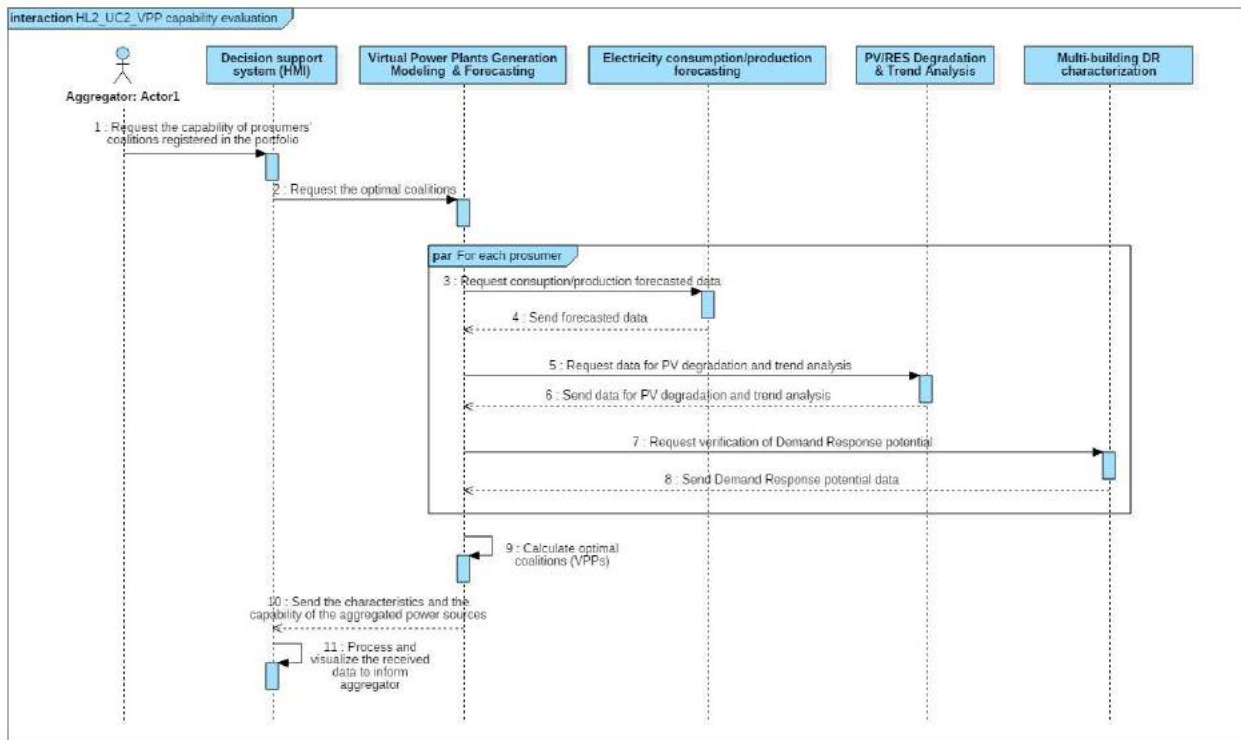 interaction HL2_UC2_VPP capability evaluation
Decision support
system (HMI)
Virtual Power Plants Generation
Modeling & Forecasting
Electricity consumption/production
forecasting
PV/RES Degradation
& Trend Analysis
Multi-building DR
characterization
Aggregator: Actor1
1 : Request the capability of prosumers'
coalitions registered in the portfolio
2 : Request the optimal coalitions
par For each prosumer
3 : Request consuption/production forecasted data
4 : Send forecasted data
5 : Request data for PV degradation and trend analysis
6 : Send data for PV degradation and trend analysis
7 : Request verification of Demand Response potential
8 : Send Demand Response potential data
9 : Calculate optimal
coalitions (VPPs)
10 : Send the characteristics and the
capability of the aggregated power sources
11 : Process and
visualize the received
data to inform
aggregator